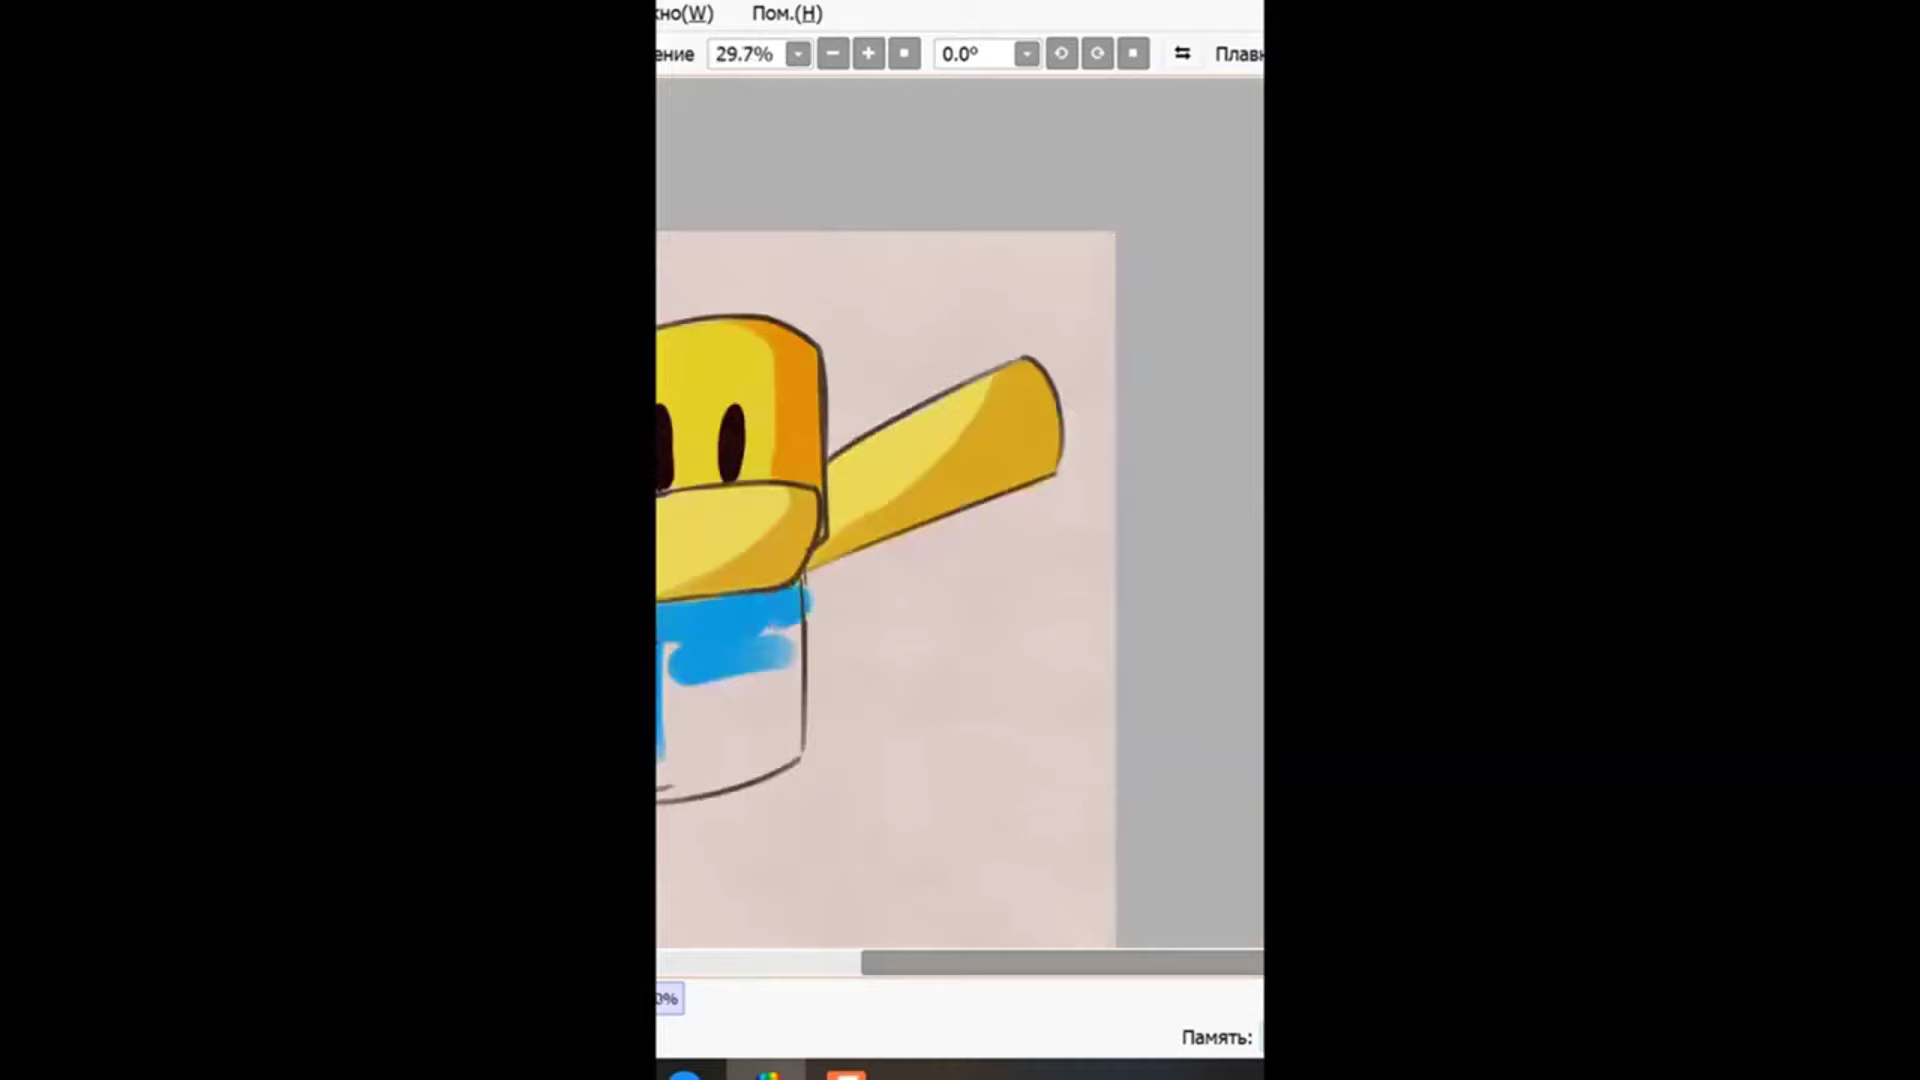 кно(W) Пом.(H)
ение 29.7% 0.0° Плавн
0%
Память: